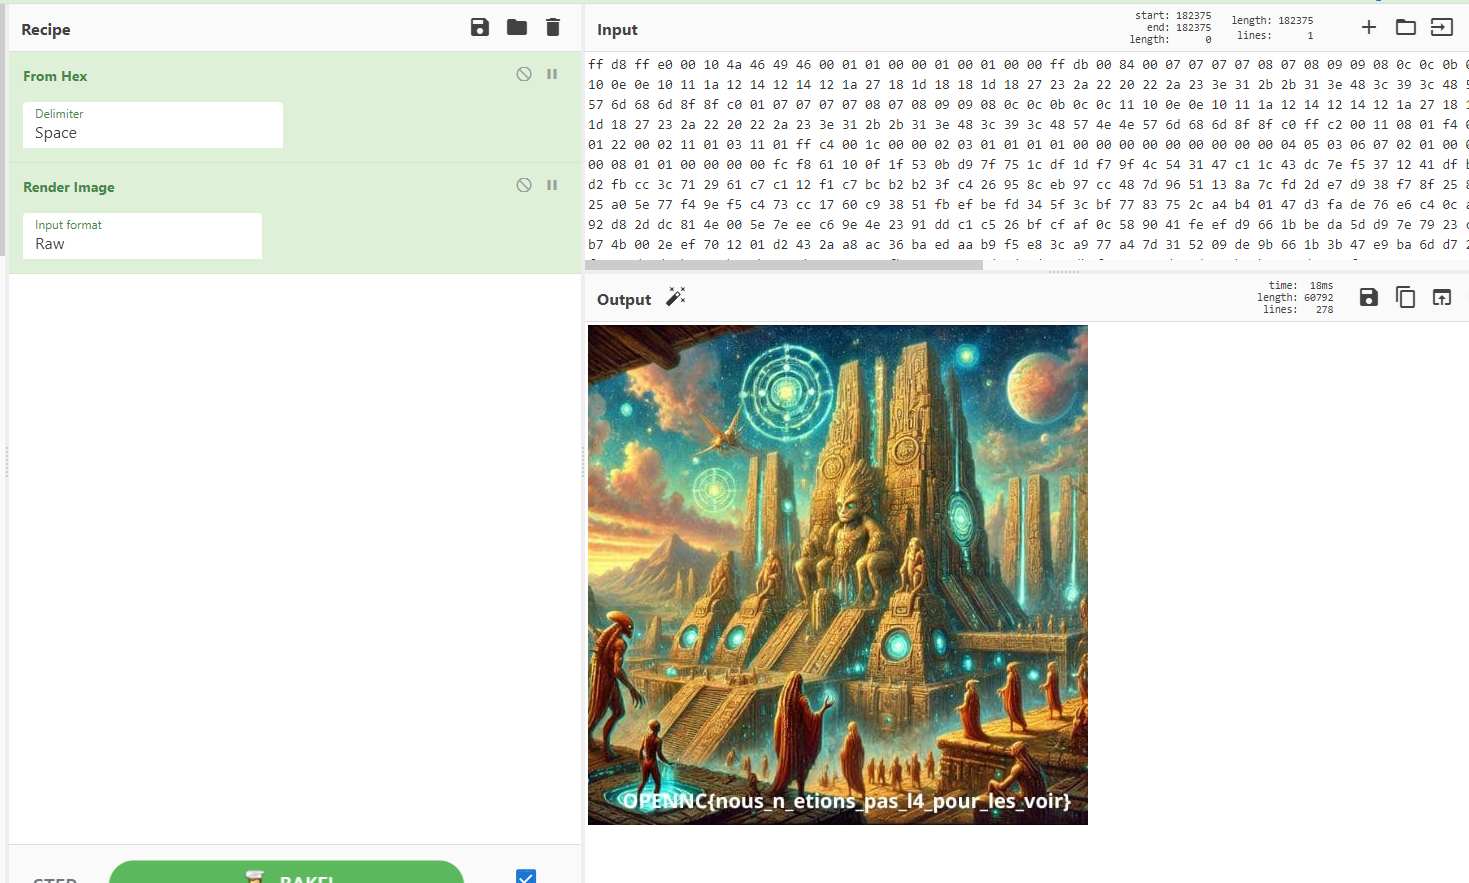 Recipe
From Hex
Delimiter
Space
Render Image
Input format
Raw
STEP
BAKE!
Input
start: 182375
end: 182375
length: 0
length: 182375
lines: 1
ff d8 ff e0 00 10 4a 46 49 46 00 01 01 00 00 01 00 01 00 00 ff db 00 84 00 07 07 07 07 08 07 08 09 09 08 0c 0c 0b
10 0e 0e 10 11 1a 12 14 12 14 12 1a 27 18 1d 18 18 1d 18 27 23 2a 22 20 22 2a 23 3e 31 2b 2b 31 3e 48 3c 39 3c 48
57 6d 68 6d 8f 8f c0 01 07 07 07 07 08 07 08 09 09 08 0c 0c 0b 0c 0c 11 10 0e 0e 10 11 1a 12 14 12 14 12 1a 27 18
1d 18 27 23 2a 22 20 22 2a 23 3e 31 2b 2b 31 3e 48 3c 39 3c 48 57 4e 4e 57 6d 68 6d 8f 8f c0 ff c2 00 11 08 01 f4
01 22 00 02 11 01 03 11 01 ff c4 00 1c 00 00 02 03 01 01 01 01 00 00 00 00 00 00 00 00 00 00 04 05 03 06 07 02 01 00
00 08 01 01 00 00 00 00 fc f8 61 10 0f 1f 53 0b d9 7f 75 1c df 1d f7 9f 4c 54 31 47 c1 1c 43 dc 7e f5 37 12 41 df
d2 fb cc 3c 71 29 61 c7 c1 12 f1 c7 bc b2 b2 3f c4 26 95 8c eb 97 cc 48 7d 96 51 13 8a 7c fd 2d e7 d9 38 f7 8f 25
25 a0 5e 77 f4 9e f5 c4 73 cc 17 60 c9 38 51 fb ef be fd 34 5f 3c bf 77 83 75 2c a4 b4 01 47 d3 fa de 76 e6 c4 0c
92 d8 2d dc 81 4e 00 5e 7e ee c6 9e 4e 23 91 dd c1 c5 26 bf cf af 0c 58 90 41 fe ef d9 66 1b be da 5d d9 7e 79 23
b7 4b 00 2e ef 70 12 01 d2 43 2a a8 ac 36 ba ed aa b9 f5 e8 3c a9 77 a4 7d 31 52 09 de 9b 66 1b 3b 47 e9 ba 6d d7
Output
time: 18ms
length: 60792
lines: 278
OPENNC{nous_n_etions_pas_l4_pour_les_voir}